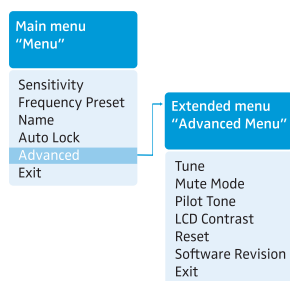 Main menu
“Menu”
Sensitivity
Frequency Preset
Name
Auto Lock
Advanced
Exit
Extended menu
“Advanced Menu”
Tune
Mute Mode
Pilot Tone
LCD Contrast
Reset
Software Revision
Exit